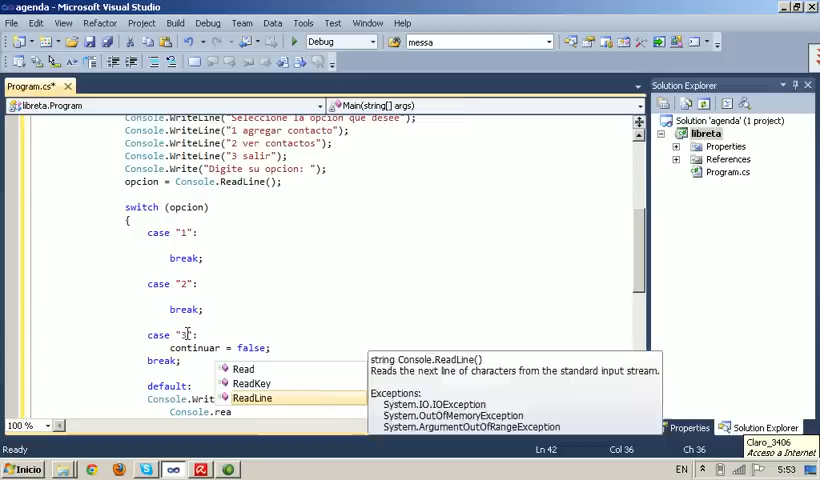 agenda - Microsoft Visual Studio
File Edit View Refactor Project Build Debug Team Data Tools Test Window Help
Debug messa
Program.cs* Solution Explorer
libreta.Program Main(string[] args)
Console.WriteLine("Seleccione la opcion que desee");
Console.WriteLine("1 agregar contacto");
Console.WriteLine("2 ver contactos");
Console.WriteLine("3 salir");
Console.Write("Digite su opcion: ");
opcion = Console.ReadLine();
switch (opcion)
{
case "1":
break;
case "2":
break;
case "3":
continuar = false;
break;
default:
Console.Writ
Console.rea
Read
ReadKey
ReadLine
string Console.ReadLine()
Reads the next line of characters from the standard input stream.
Exceptions:
System.IO.IOException
System.OutOfMemoryException
System.ArgumentOutOfRangeException
Solution 'agenda' (1 project)
libreta
Properties
References
Program.cs
100 %
Properties Solution Explorer
Ready Ln 42 Col 36 Ch 36
Claro_3406
Acceso a Internet
Inicio EN 5:53